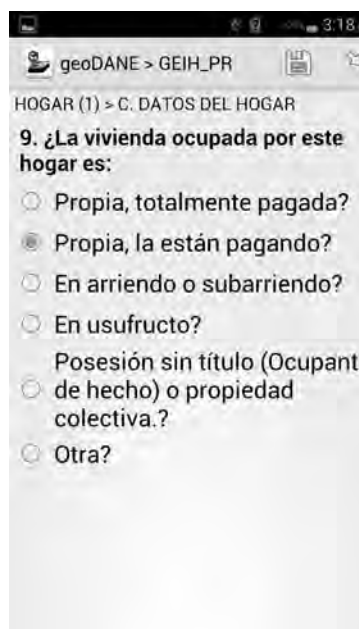 3:18
geoDANE > GEIH_PR
HOGAR (1) > C. DATOS DEL HOGAR
9. ¿La vivienda ocupada por este
hogar es:
Propia, totalmente pagada?
Propia, la están pagando?
En arriendo o subarriendo?
En usufructo?
Posesión sin título (Ocupant
de hecho) o propiedad
colectiva.?
Otra?